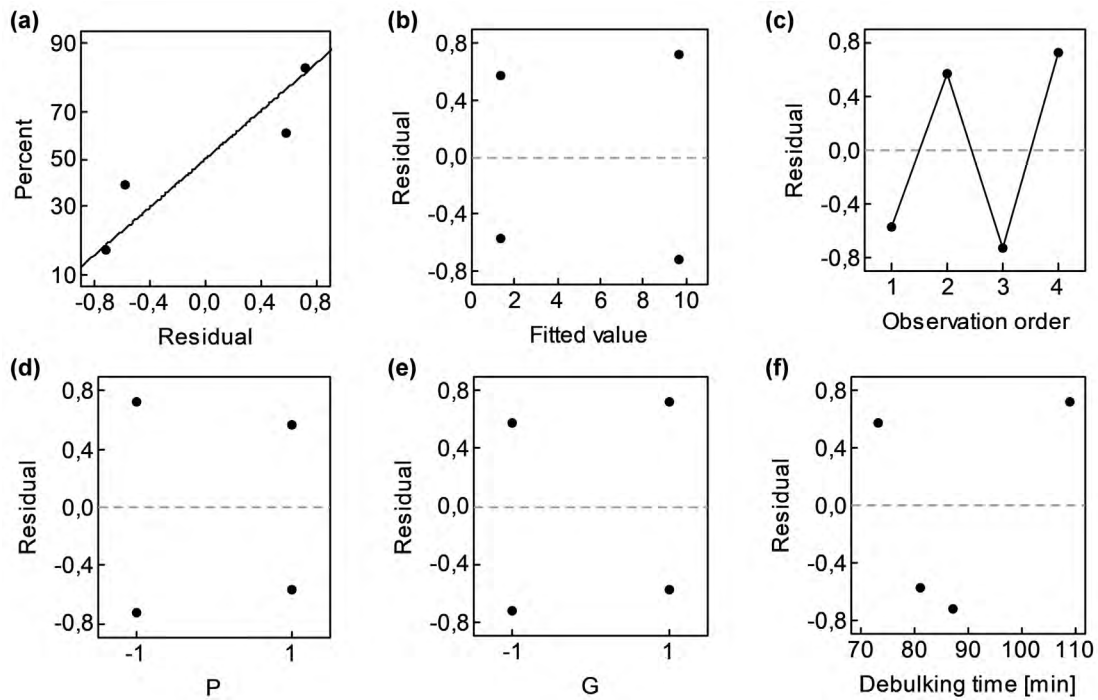 (a)
90
70
50
30
10
Percent
-0,8 -0,4 0,0 0,4 0,8
Residual
(b)
0,8
0,4
0,0
-0,4
-0,8
Residual
0 2 4 6 8 10
Fitted value
(c)
0,8
0,4
0,0
-0,4
-0,8
Residual
1 2 3 4
Observation order
(d)
0,8
0,4
0,0
-0,4
-0,8
Residual
-1 1
P
(e)
0,8
0,4
0,0
-0,4
-0,8
Residual
-1 1
G
(f)
0,8
0,4
0,0
-0,4
-0,8
Residual
70 80 90 100 110
Debulking time [min]